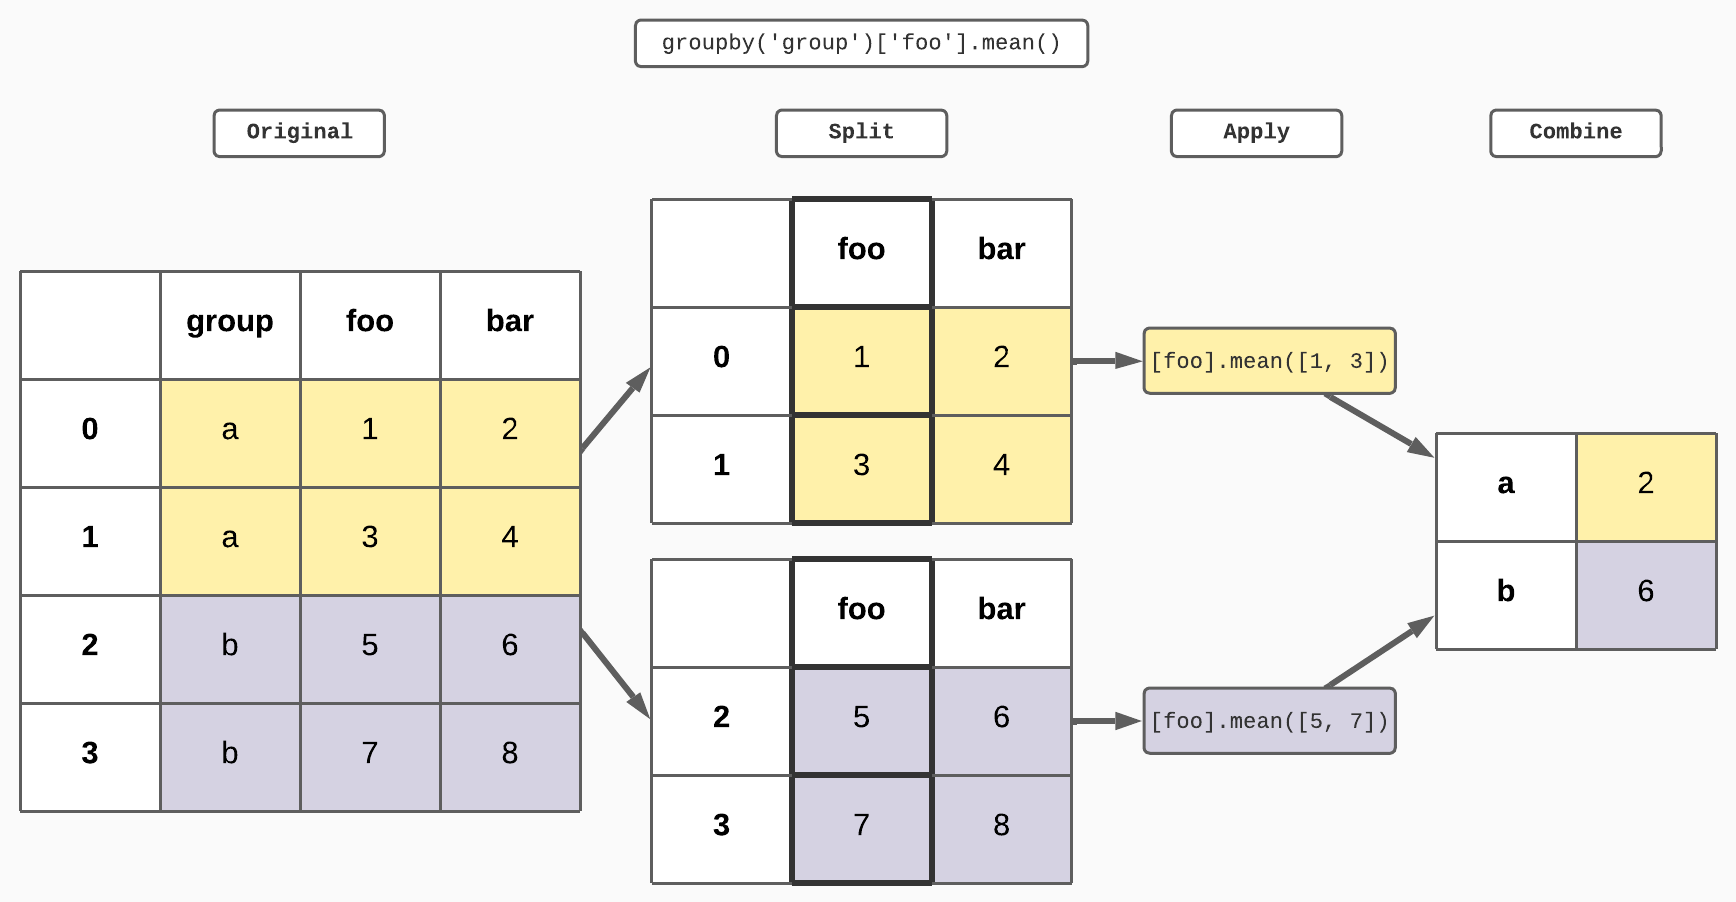 groupby('group')['foo'].mean()
Original
Split
Apply
Combine
group foo bar
0 a 1 2
1 a 3 4
2 b 5 6
3 b 7 8
foo bar
0 1 2
1 3 4
foo bar
2 5 6
3 7 8
[foo].mean([1, 3])
[foo].mean([5, 7])
a 2
b 6